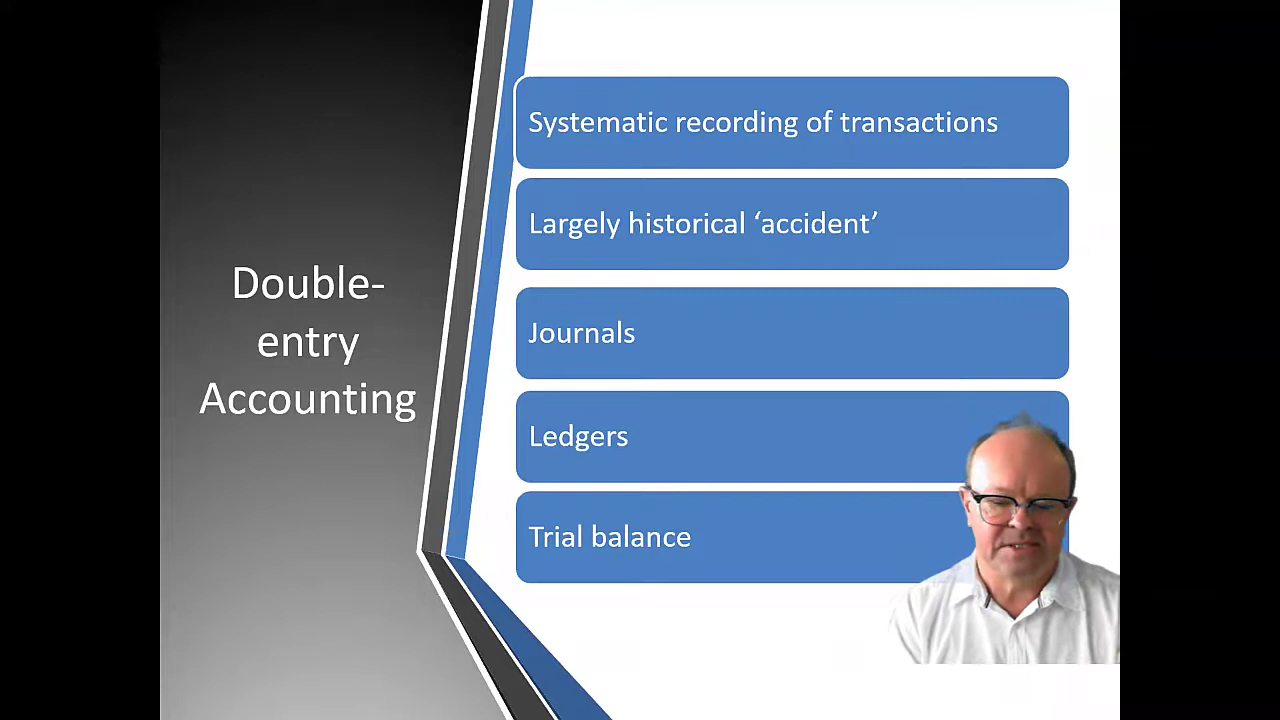 Double-
entry
Accounting
Systematic recording of transactions
Largely historical ‘accident’
Journals
Ledgers
Trial balance